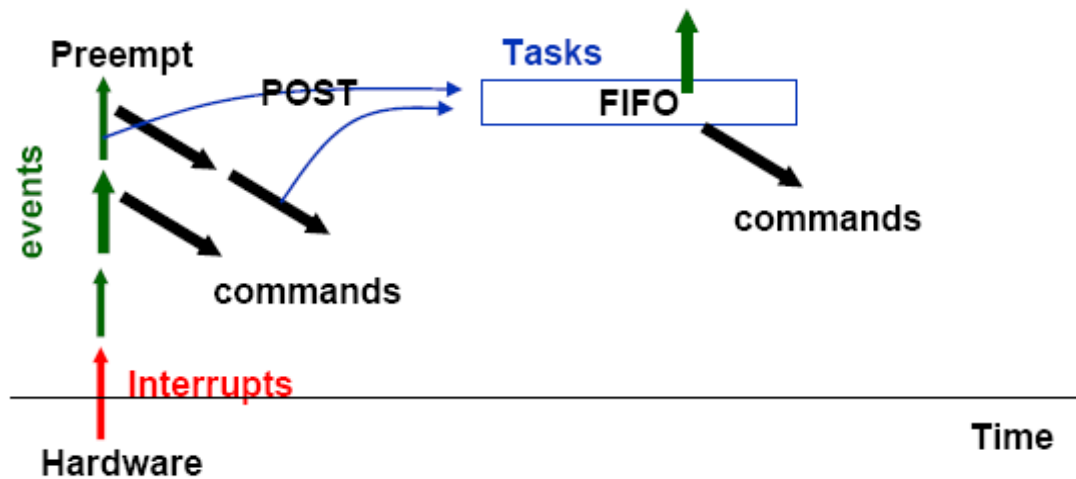 Preempt
Tasks
POST
FIFO
events
commands
commands
Interrupts
Time
Hardware